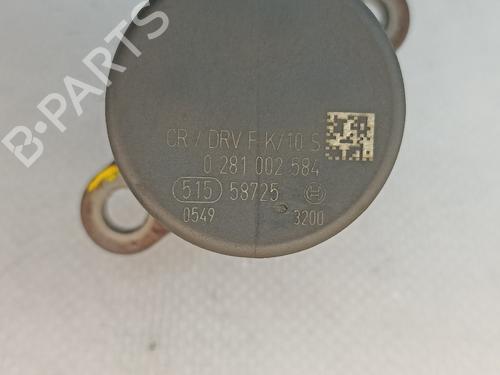 B-PARTS
CR / DRV F-K/10 S
0 281 002 584
515 58725
0549 3200